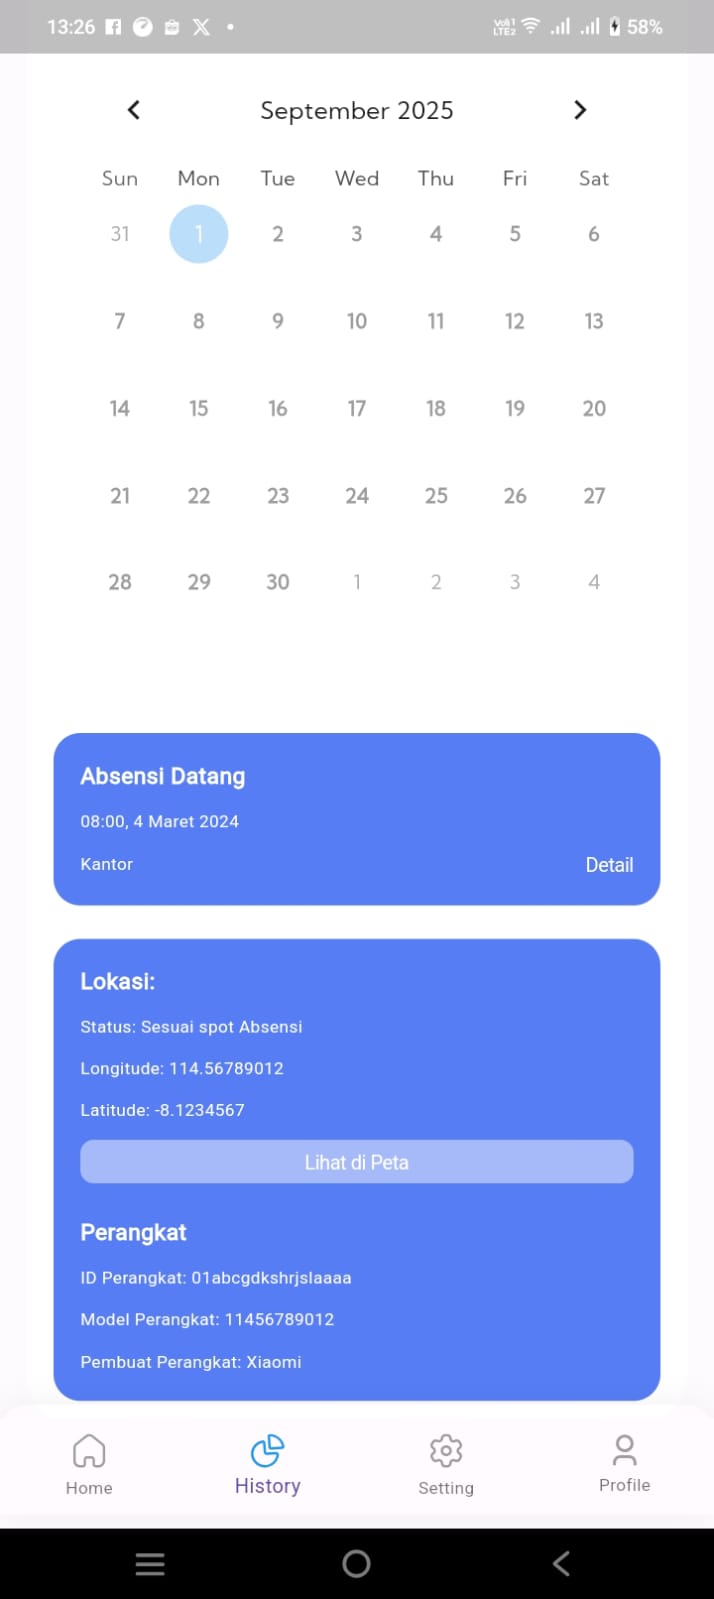 13:26 Vo1 LTE2 58%
September 2025
Sun Mon Tue Wed Thu Fri Sat
31 1 2 3 4 5 6
7 8 9 10 11 12 13
14 15 16 17 18 19 20
21 22 23 24 25 26 27
28 29 30 1 2 3 4
Absensi Datang
08:00, 4 Maret 2024
Kantor Detail
Lokasi:
Status: Sesuai spot Absensi
Longitude: 114.56789012
Latitude: -8.1234567
Lihat di Peta
Perangkat
ID Perangkat: 01abcgdkshrjslaaaa
Model Perangkat: 11456789012
Pembuat Perangkat: Xiaomi
Home History Setting Profile